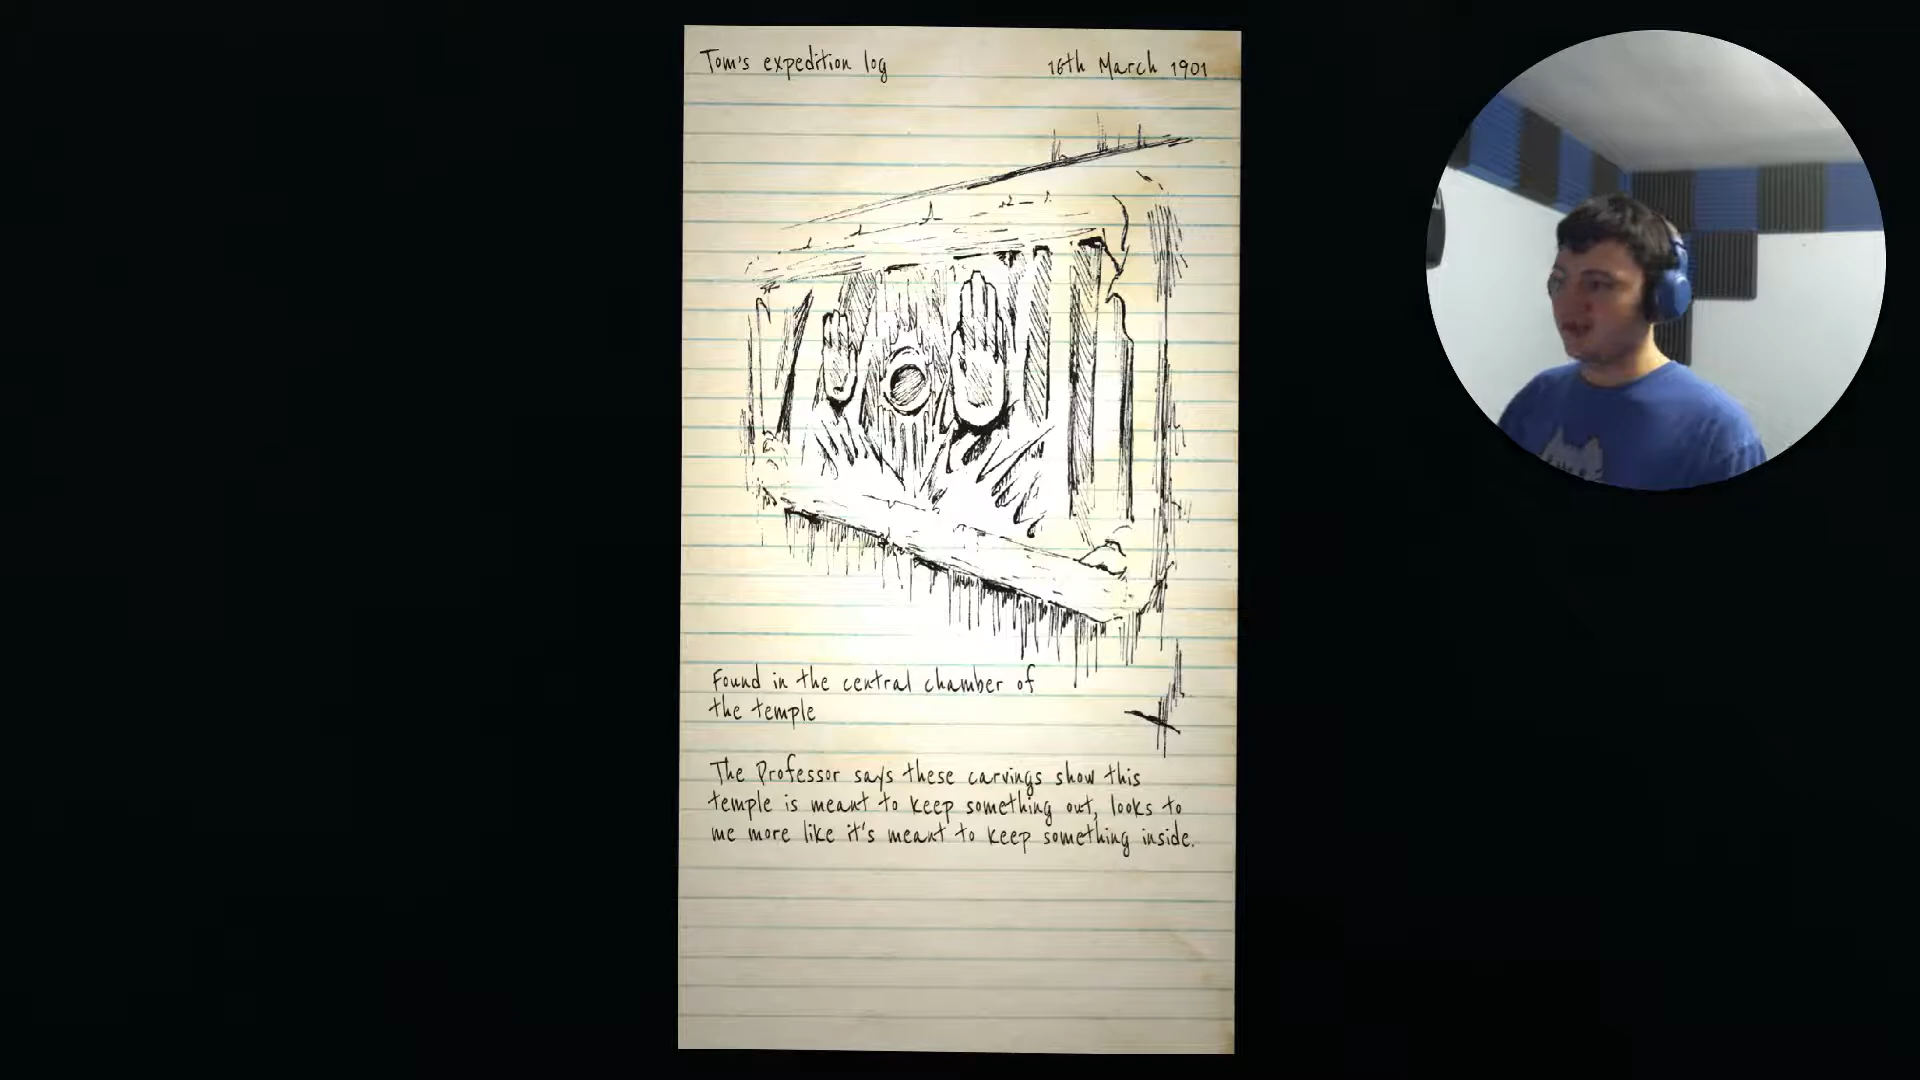 Tom's expedition log
16th March 1901
Found in the central chamber of
the temple
The Professor says these carvings show this
temple is meant to keep something out, looks to
me more like it's meant to keep something inside.